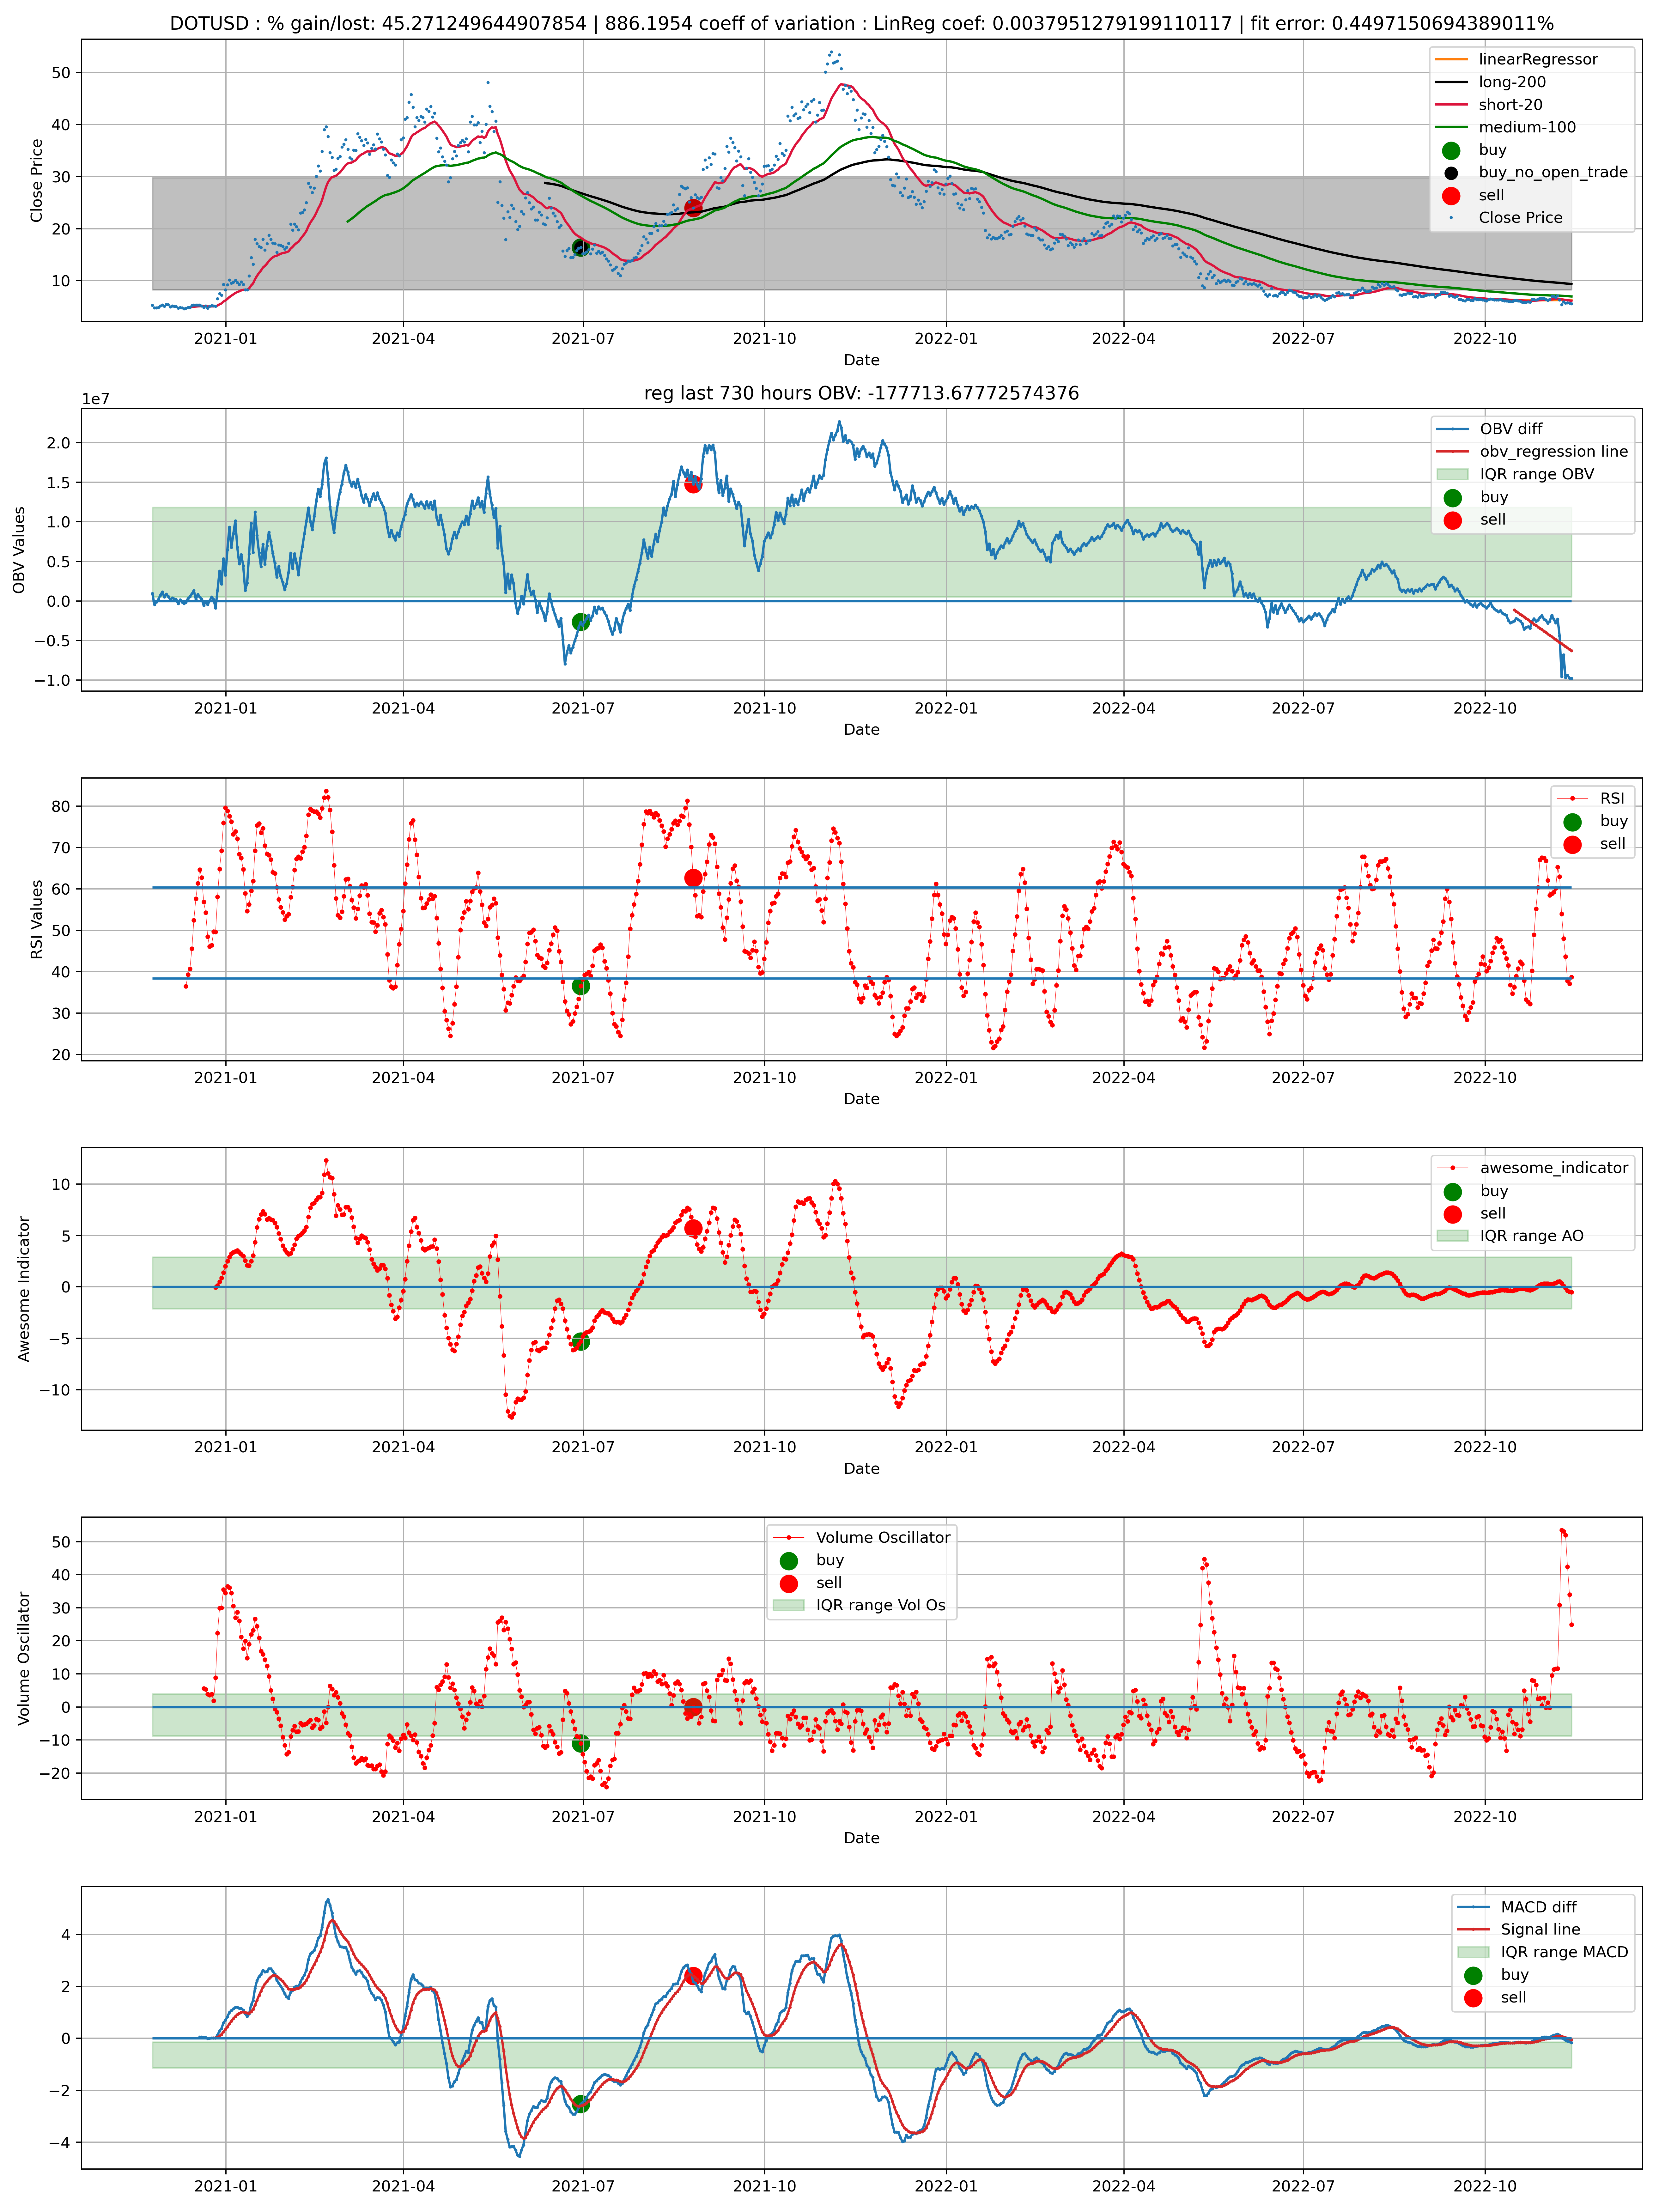 DOTUSD : % gain/lost: 45.271249644907854 | 886.1954 coeff of variation : LinReg coef: 0.0037951279199110117 | fit error: 0.4497150694389011%
Close Price
50
40
30
20
10
linearRegressor
long-200
short-20
medium-100
buy
buy_no_open_trade
sell
Close Price
2021-01 2021-04 2021-07 2021-10 2022-01 2022-04 2022-07 2022-10
Date
reg last 730 hours OBV: -177713.67772574376
1e7
OBV Values
2.0
1.5
1.0
0.5
0.0
−0.5
−1.0
OBV diff
obv_regression line
IQR range OBV
buy
sell
2021-01 2021-04 2021-07 2021-10 2022-01 2022-04 2022-07 2022-10
Date
RSI Values
80
70
60
50
40
30
20
RSI
buy
sell
2021-01 2021-04 2021-07 2021-10 2022-01 2022-04 2022-07 2022-10
Date
Awesome Indicator
10
5
0
−5
−10
awesome_indicator
buy
sell
IQR range AO
2021-01 2021-04 2021-07 2021-10 2022-01 2022-04 2022-07 2022-10
Date
Volume Oscillator
50
40
30
20
10
0
−10
−20
Volume Oscillator
buy
sell
IQR range Vol Os
2021-01 2021-04 2021-07 2021-10 2022-01 2022-04 2022-07 2022-10
Date
4
2
0
−2
−4
MACD diff
Signal line
IQR range MACD
buy
sell
2021-01 2021-04 2021-07 2021-10 2022-01 2022-04 2022-07 2022-10